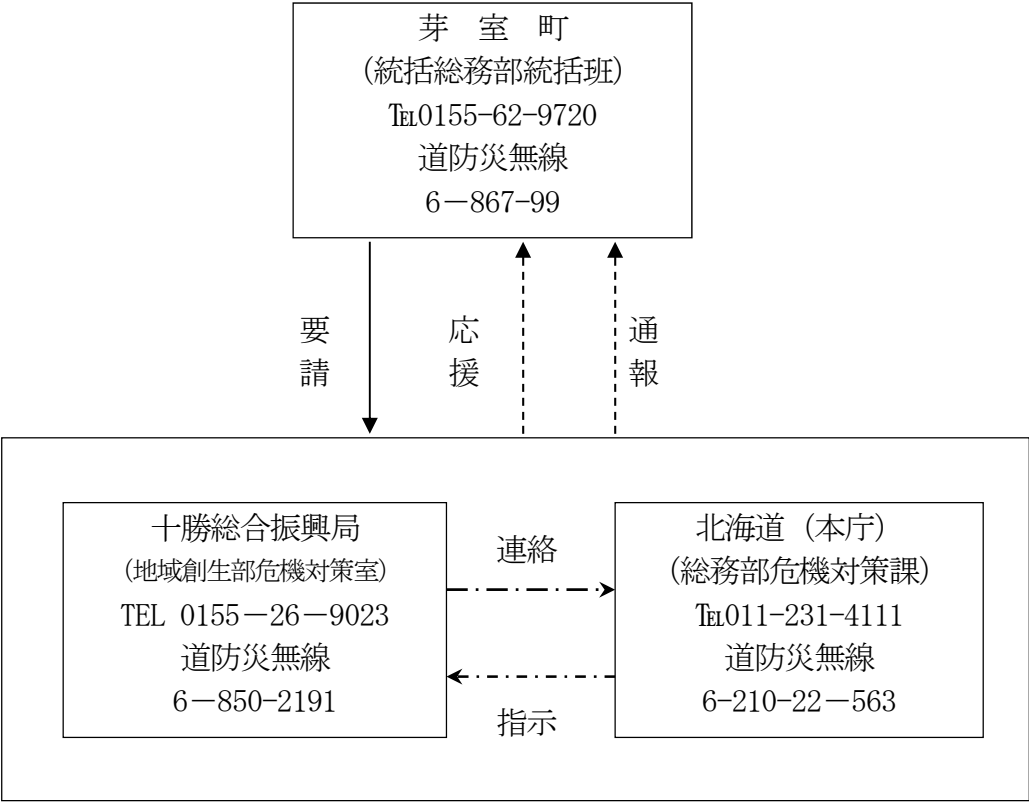 芽　室　町
（統括総務部統括班）
℡0155-62-9720
道防災無線
6－867-99
要請
応援
通報
十勝総合振興局
（地域創生部危機対策室）
TEL 0155－26－9023
道防災無線
6－850-2191
連絡
指示
北海道（本庁）
（総務部危機対策課）
℡011-231-4111
道防災無線
6-210-22－563